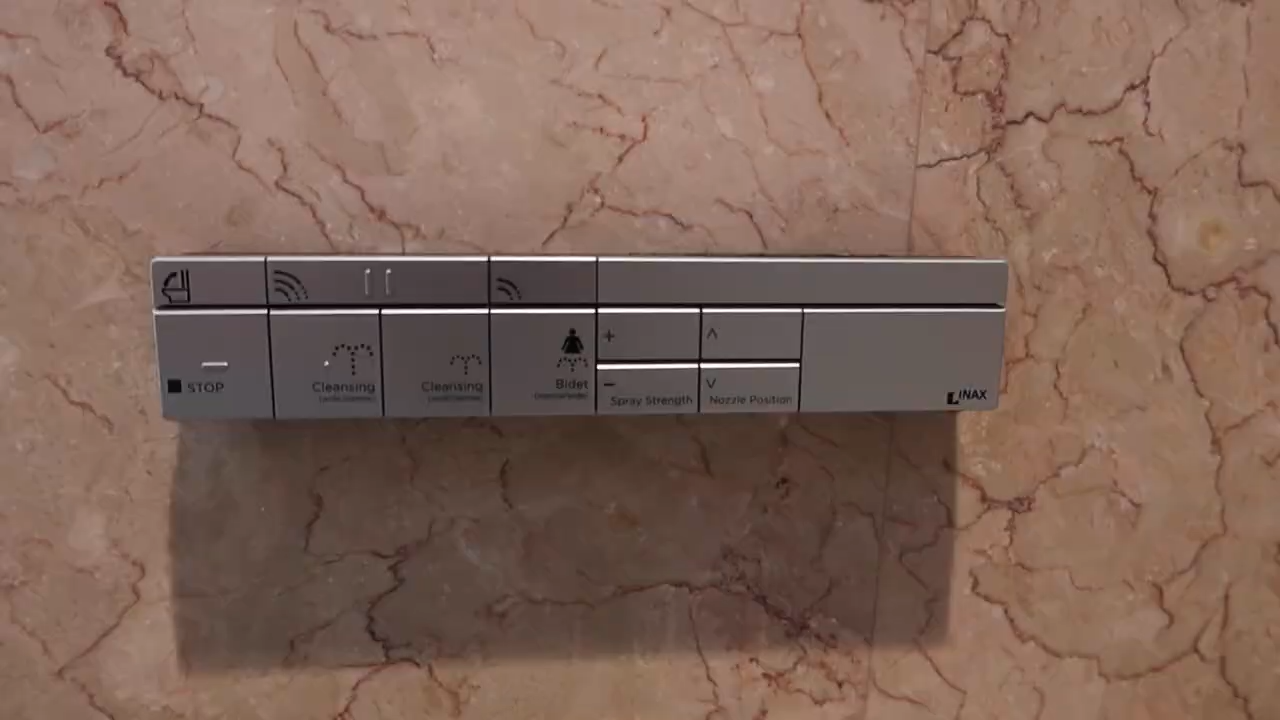 STOP
Cleansing
Cleansing
Bidet
+
-
Spray Strength
Nozzle Position
INAX